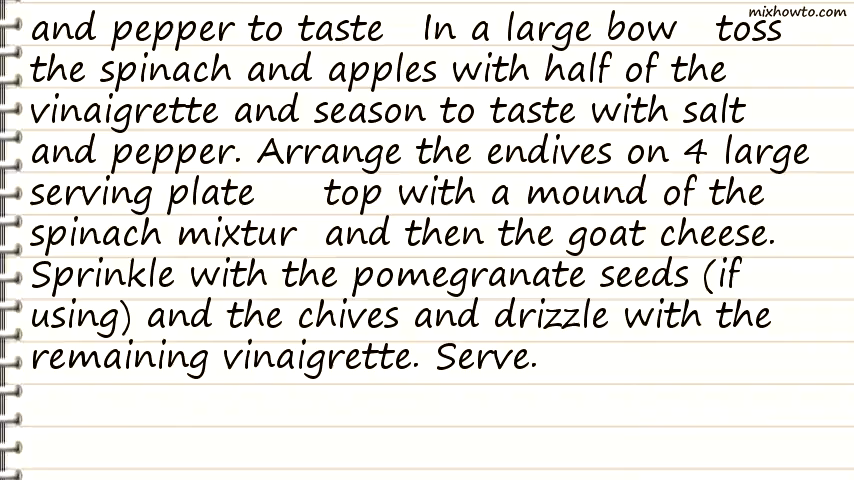 mixhowto.com
and pepper to taste In a large bow toss
the spinach and apples with half of the
vinaigrette and season to taste with salt
and pepper. Arrange the endives on 4 large
serving plate top with a mound of the
spinach mixtur and then the goat cheese.
Sprinkle with the pomegranate seeds (if
using) and the chives and drizzle with the
remaining vinaigrette. Serve.